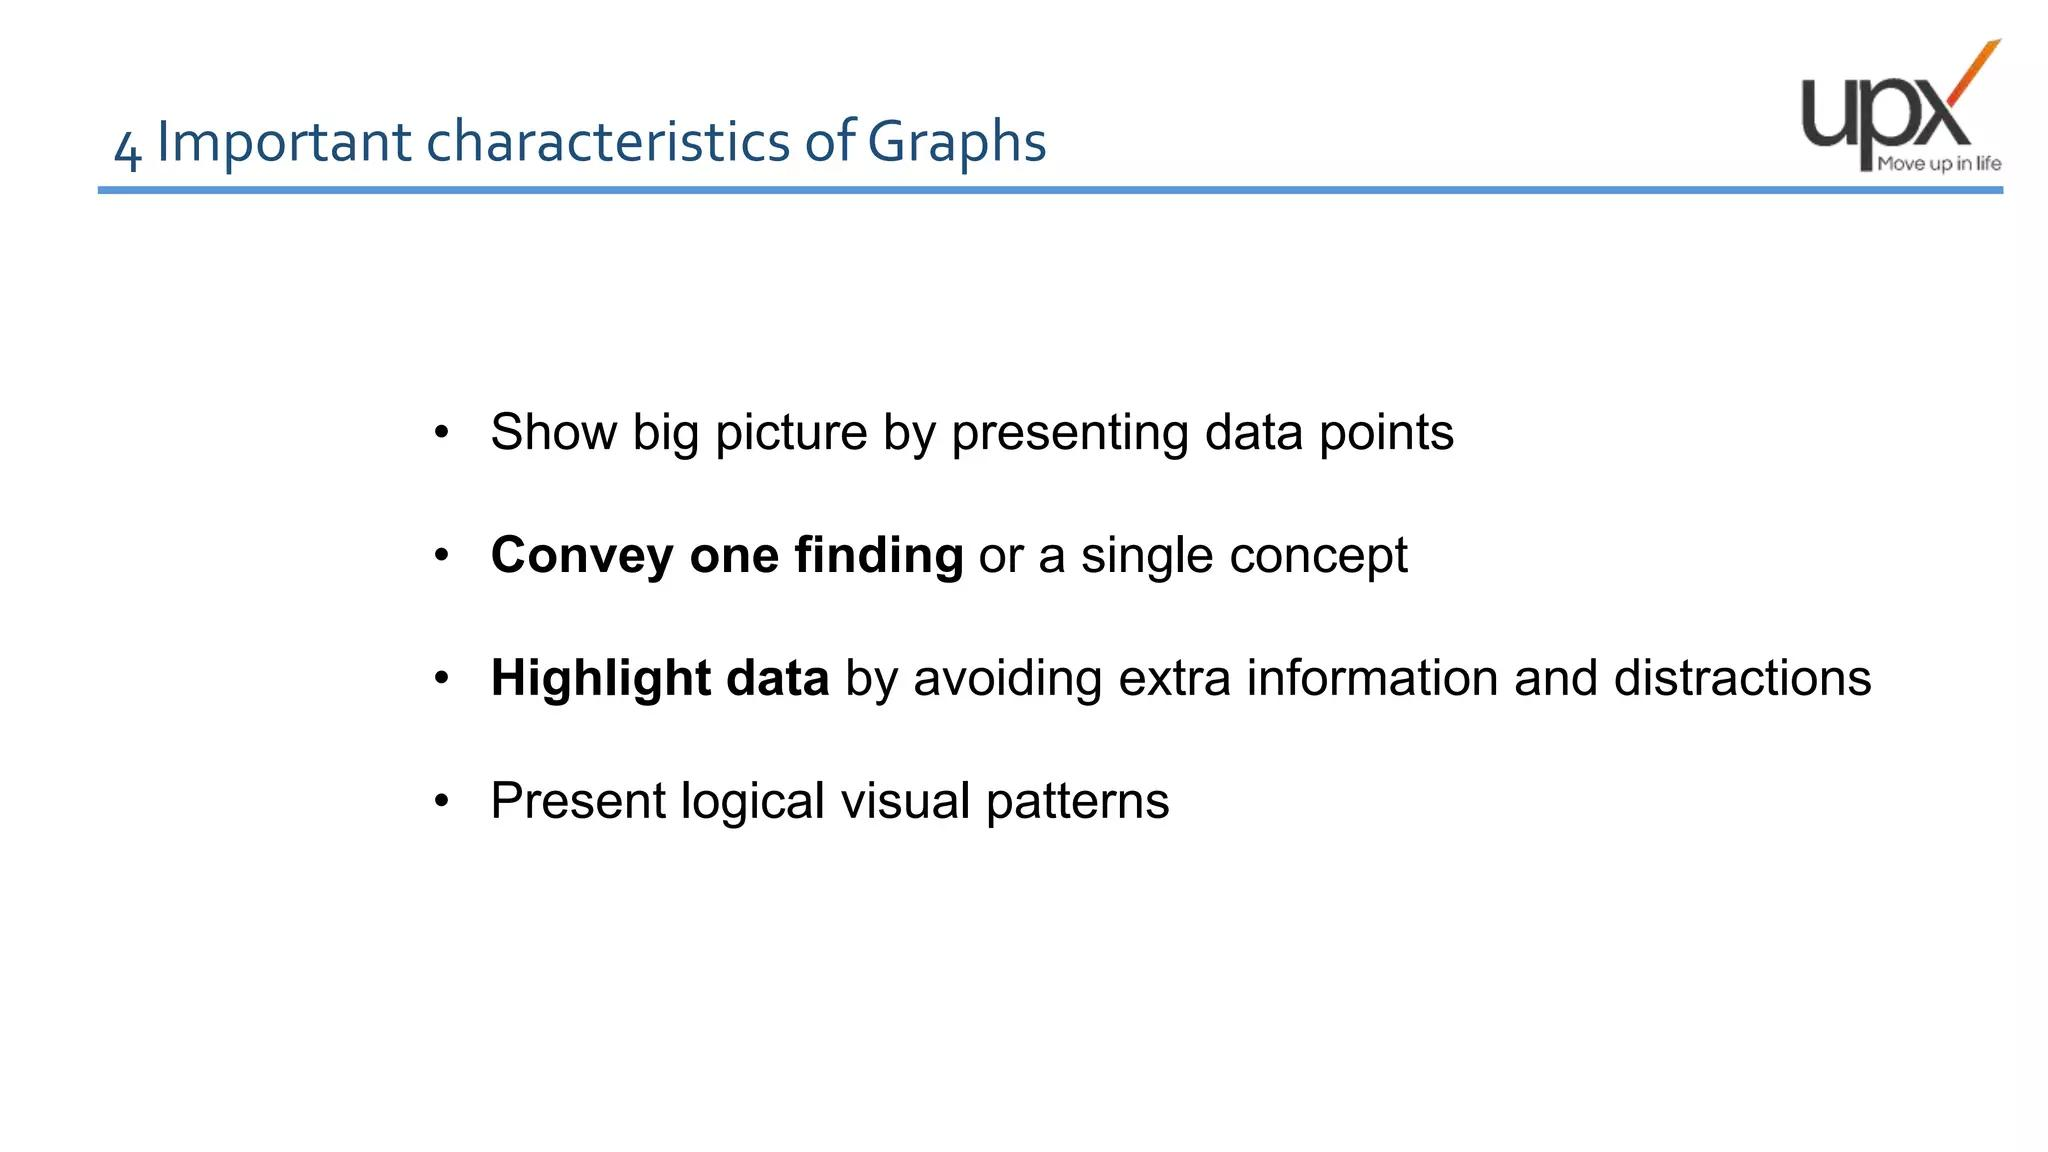 4 Important characteristics of Graphs
upx
Move up in life
• Show big picture by presenting data points
• Convey one finding or a single concept
• Highlight data by avoiding extra information and distractions
• Present logical visual patterns